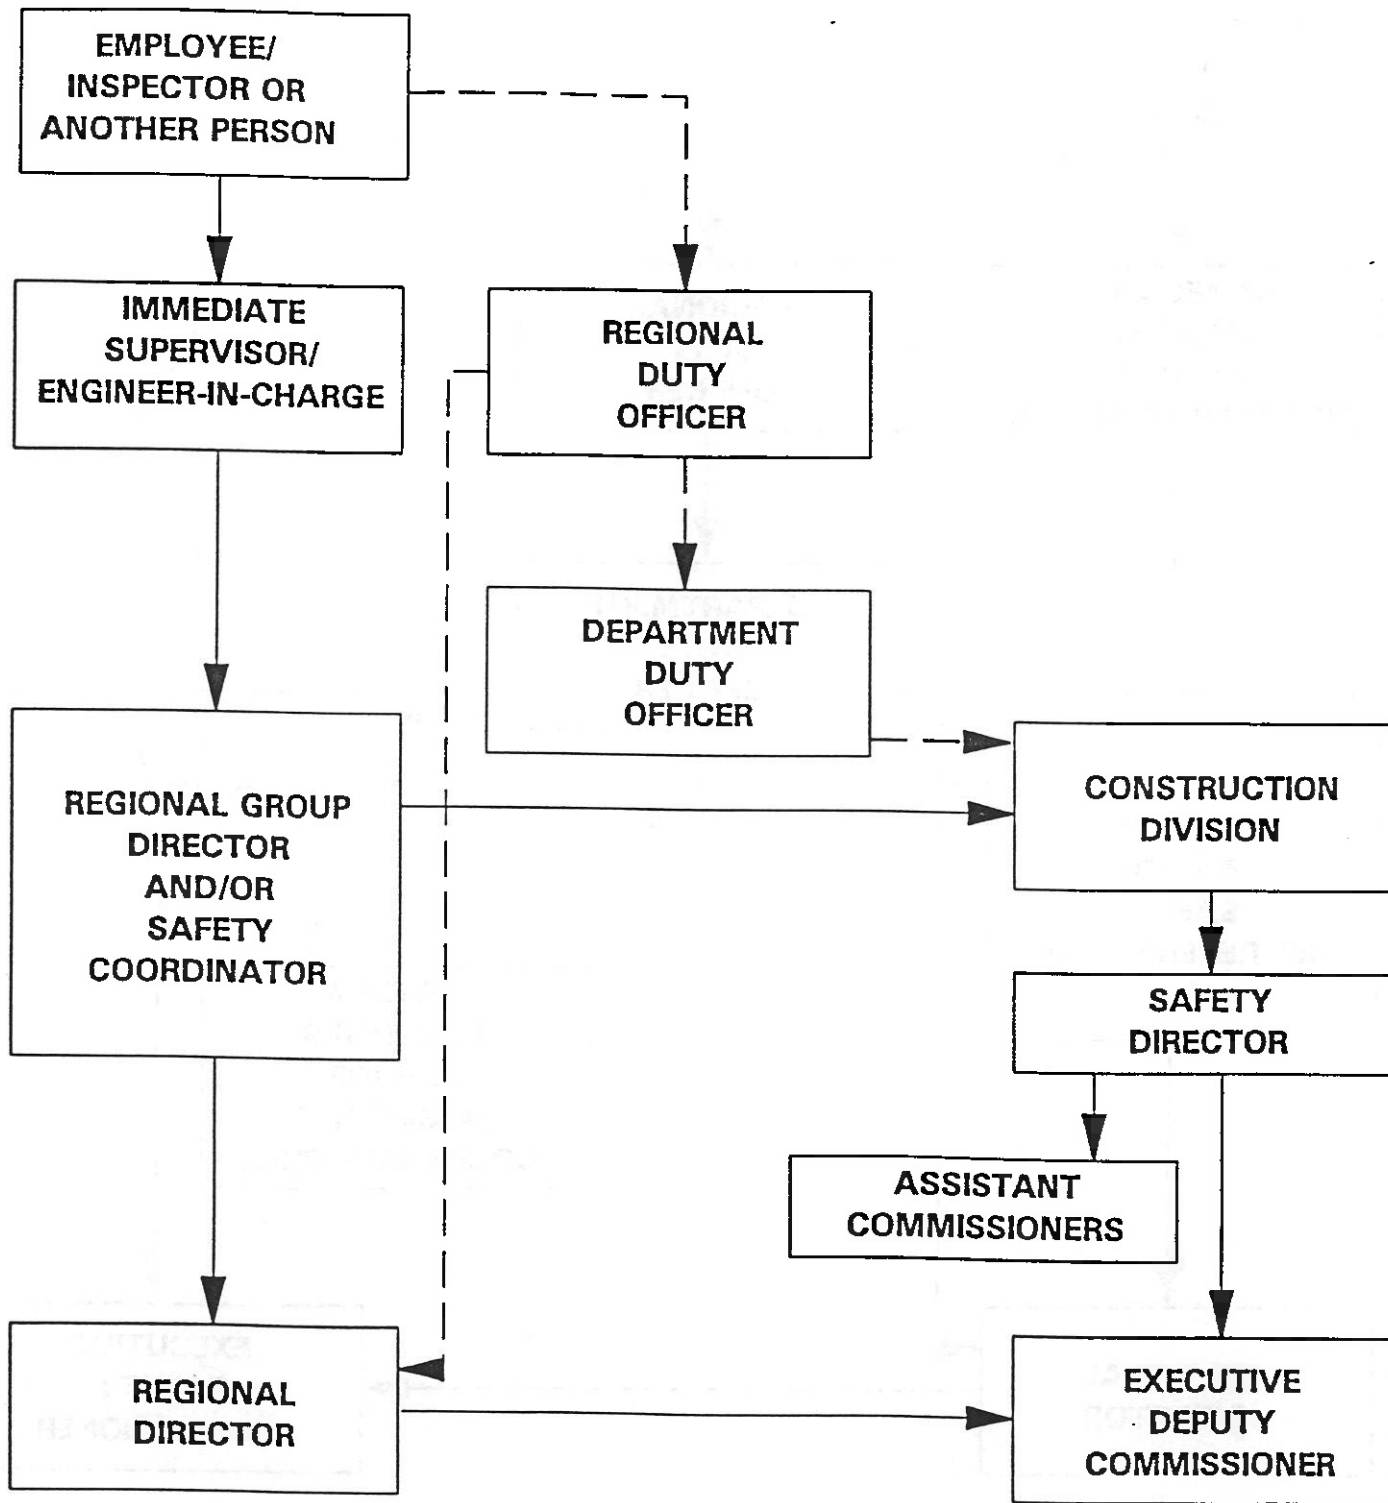 EMPLOYEE/
INSPECTOR OR
ANOTHER PERSON
IMMEDIATE
SUPERVISOR/
ENGINEER-IN-CHARGE
REGIONAL
DUTY
OFFICER
DEPARTMENT
DUTY
OFFICER
REGIONAL GROUP
DIRECTOR
AND/OR
SAFETY
COORDINATOR
CONSTRUCTION
DIVISION
SAFETY
DIRECTOR
ASSISTANT
COMMISSIONERS
REGIONAL
DIRECTOR
EXECUTIVE
DEPUTY
COMMISSIONER